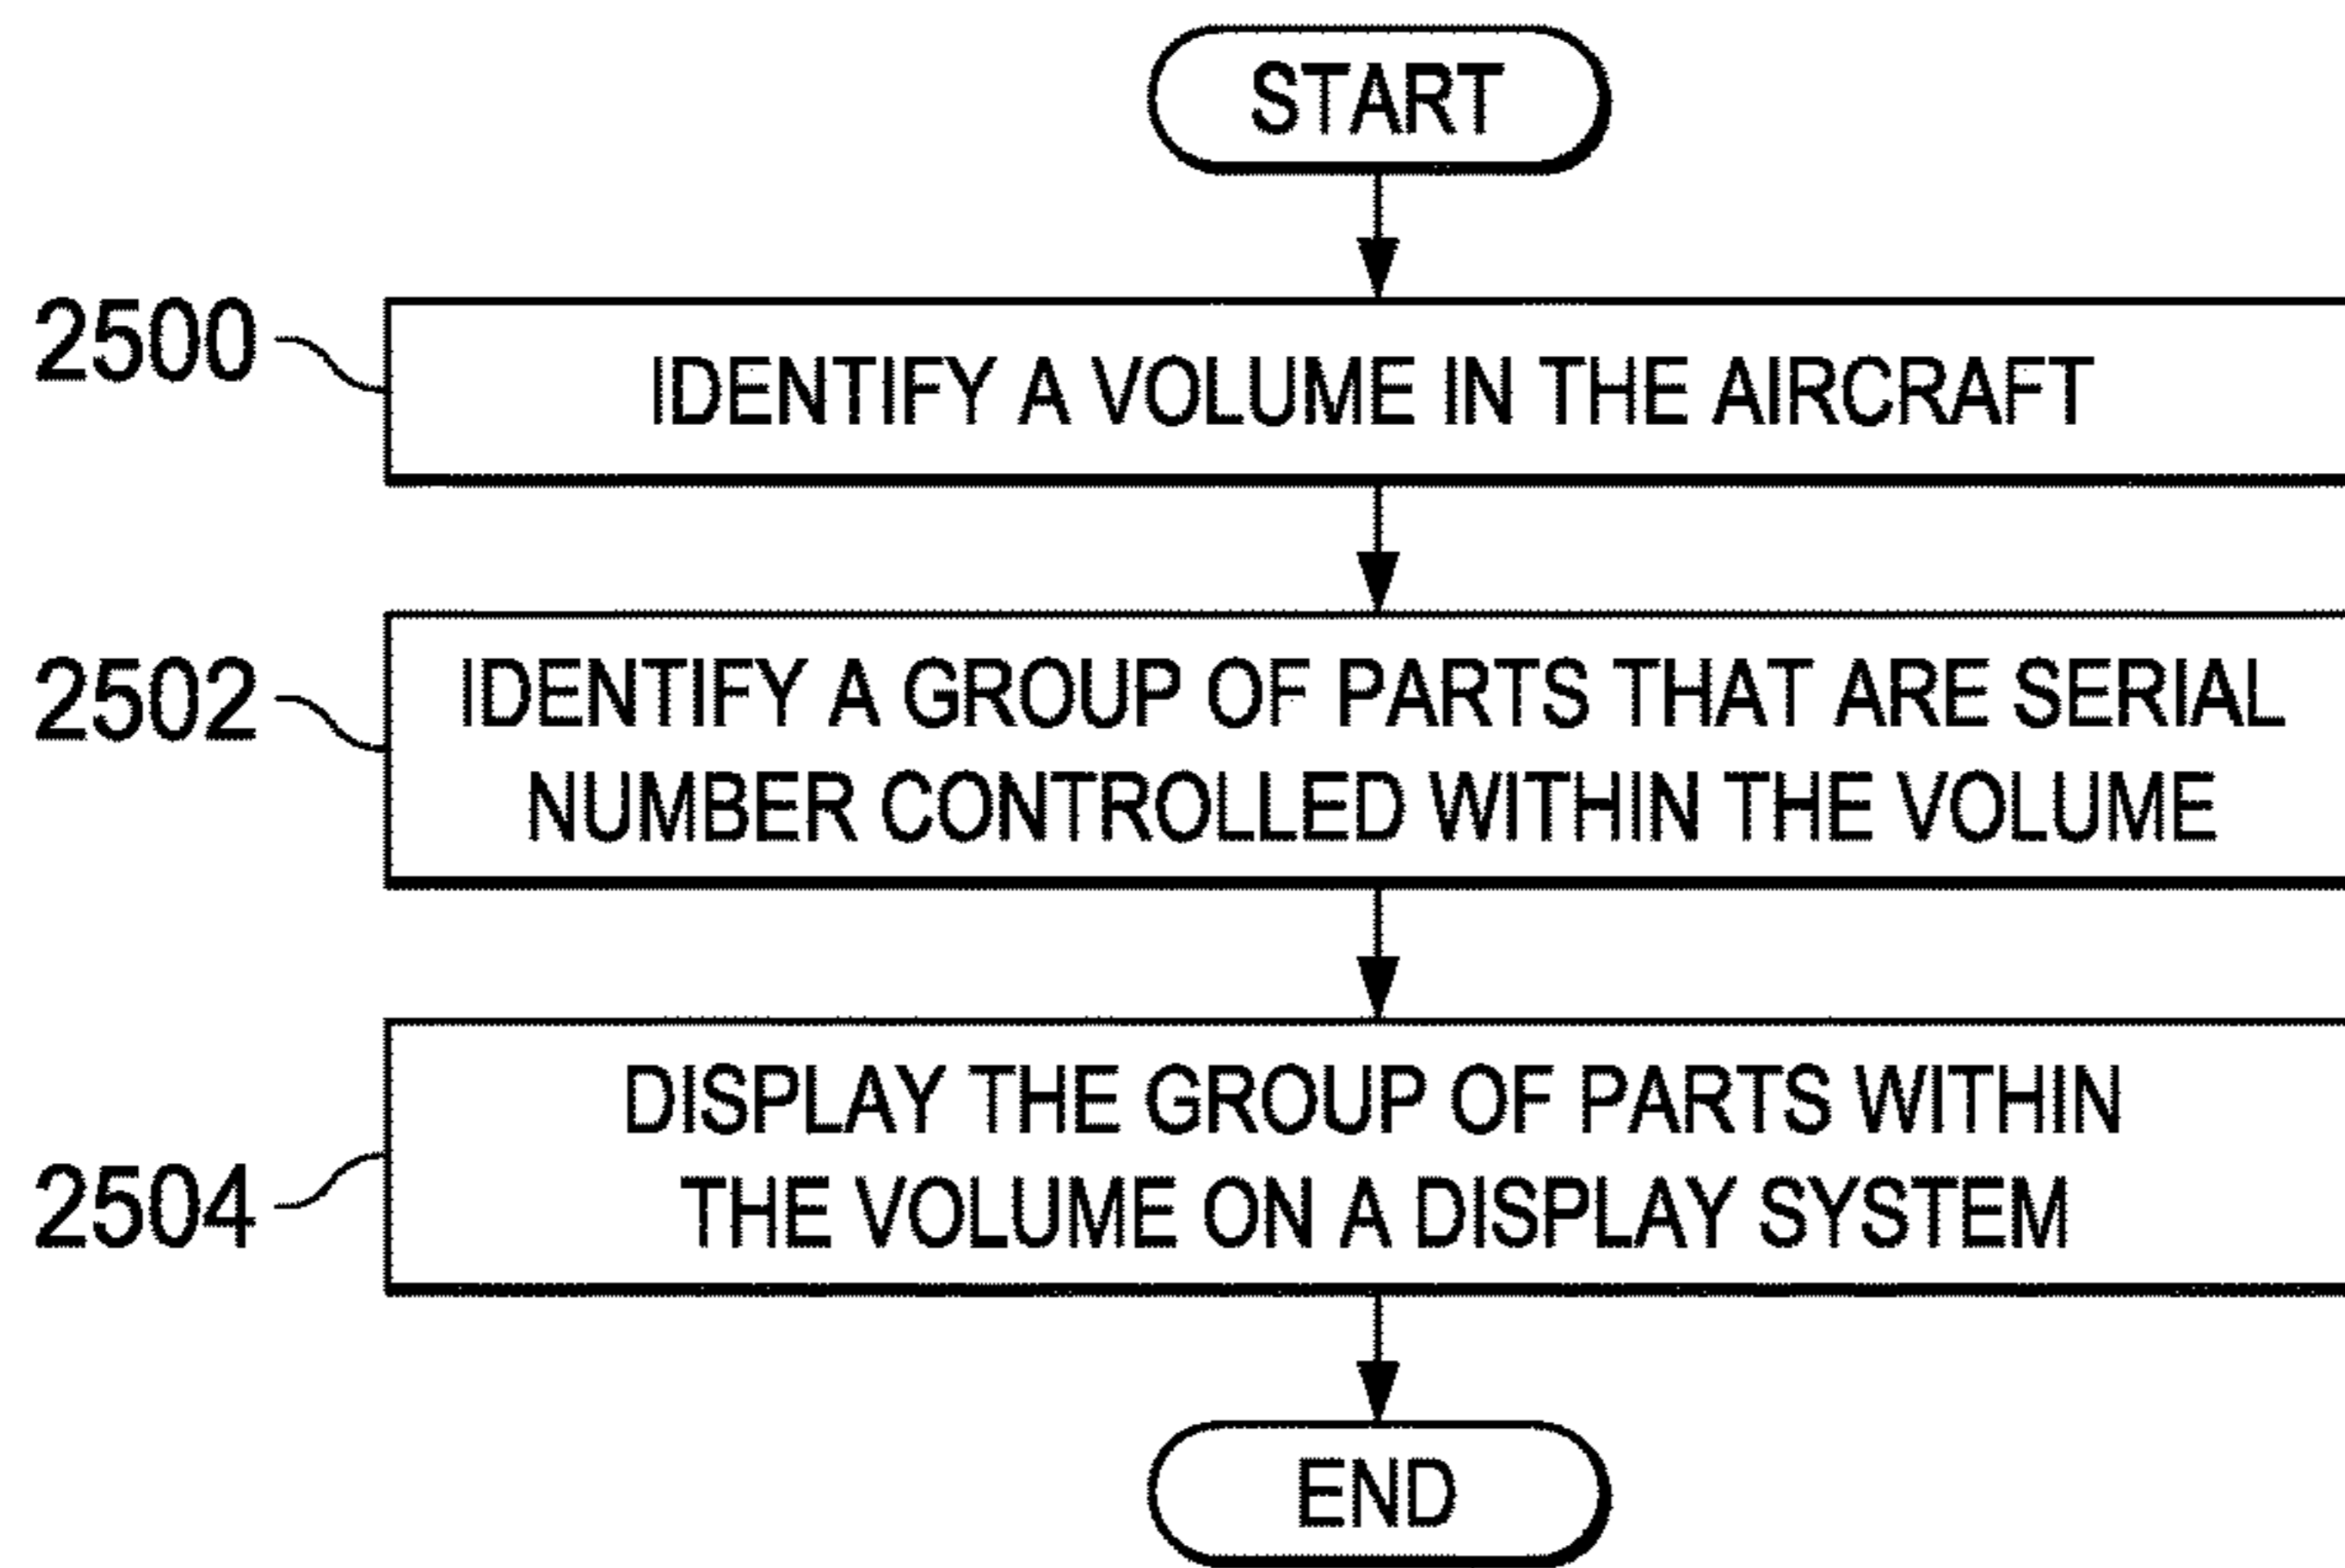 START
2500
IDENTIFY A VOLUME IN THE AIRCRAFT
2502
IDENTIFY A GROUP OF PARTS THAT ARE SERIAL
NUMBER CONTROLLED WITHIN THE VOLUME
2504
DISPLAY THE GROUP OF PARTS WITHIN
THE VOLUME ON A DISPLAY SYSTEM
END